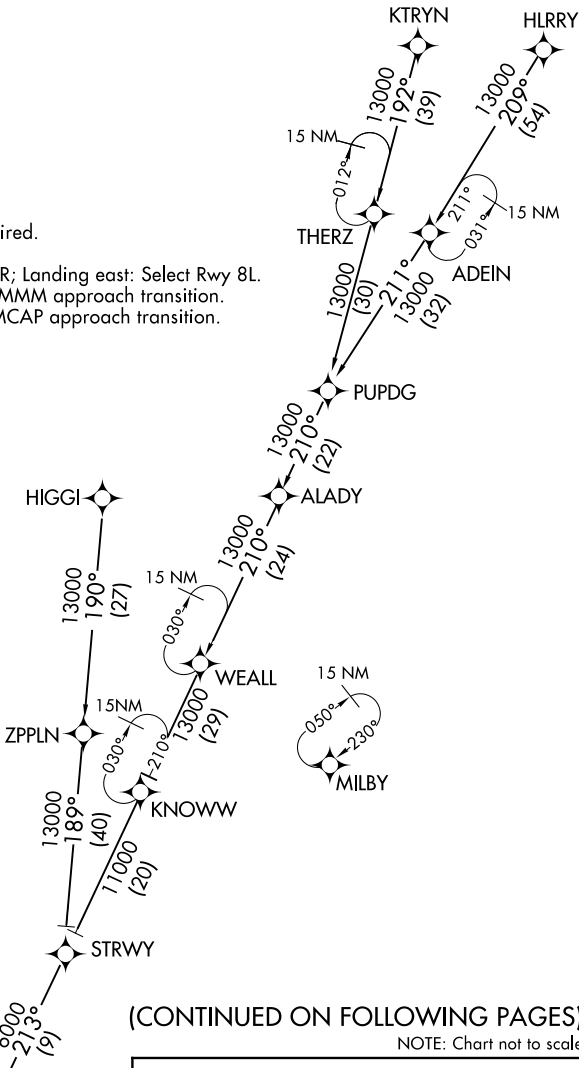 KTRYN
HLRRY
13000
192°
(39)
13000
209°
(54)
15 NM
012°
211°
031°
15 NM
THERZ
ADEIN
ired.
R; Landing east: Select Rwy 8L.
MMM approach transition.
MCAP approach transition.
13000
(30)
211°
13000
(32)
PUPDG
13000
210°
(22)
HIGGI
ALADY
13000
210°
(24)
13000
190°
(27)
15 NM
030°
WEALL
15NM
13000
(29)
15 NM
050°
230°
ZPPLN
030°
210°
MILBY
KNOWW
13000
189°
(40)
11000
(20)
STRWY
213°
(9)
(CONTINUED ON FOLLOWING PAGES)
NOTE: Chart not to scale